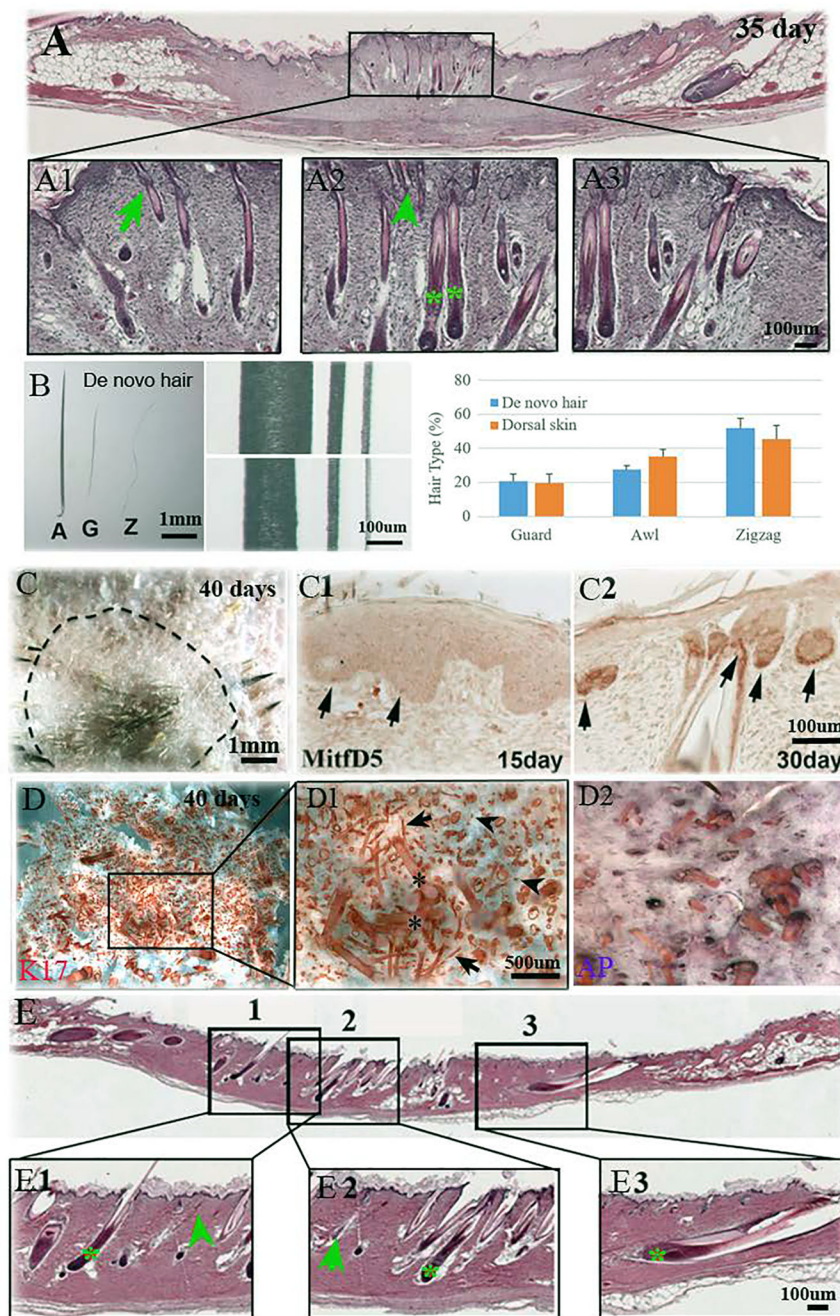 A
35 day
A1
A2
A3
100um
B
De novo hair
A G Z
1mm
100um
Hair Type (%)
80
60
40
20
0
De novo hair
Dorsal skin
Guard
Awl
Zigzag
C
40 days
1mm
C1
MitfD5
15day
C2
100um
30day
D
40 days
K17
D1
* *
500um
D2
AP
E
1
2
3
E1
E 2
E3
100um